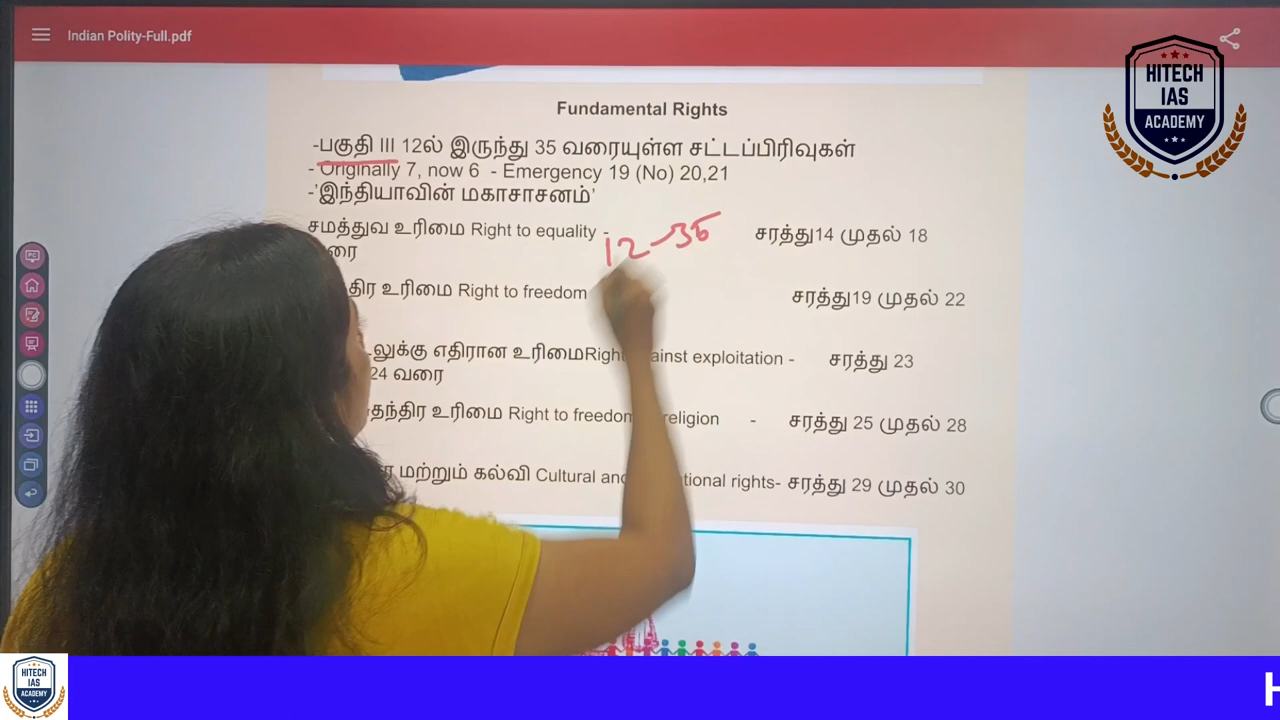 Indian Polity-Full.pdf
HITECH
IAS
ACADEMY
Fundamental Rights
-பகுதி III 12ல் இருந்து 35 வரையுள்ள சட்டப்பிரிவுகள்
- Originally 7, now 6 - Emergency 19 (No) 20,21
-'இந்தியாவின் மகாசாசனம்'
சமத்துவ உரிமை Right to equality - சரத்து14 முதல் 18
12-35
உரிமை Right to freedom சரத்து19 முதல் 22
எதிரான உரிமைRight exploitation - சரத்து 23
24 வரை
உரிமை Right to freedom religion - சரத்து 25 முதல் 28
மற்றும் கல்வி Cultural and rights- சரத்து 29 முதல் 30
HITECH
IAS
ACADEMY
H